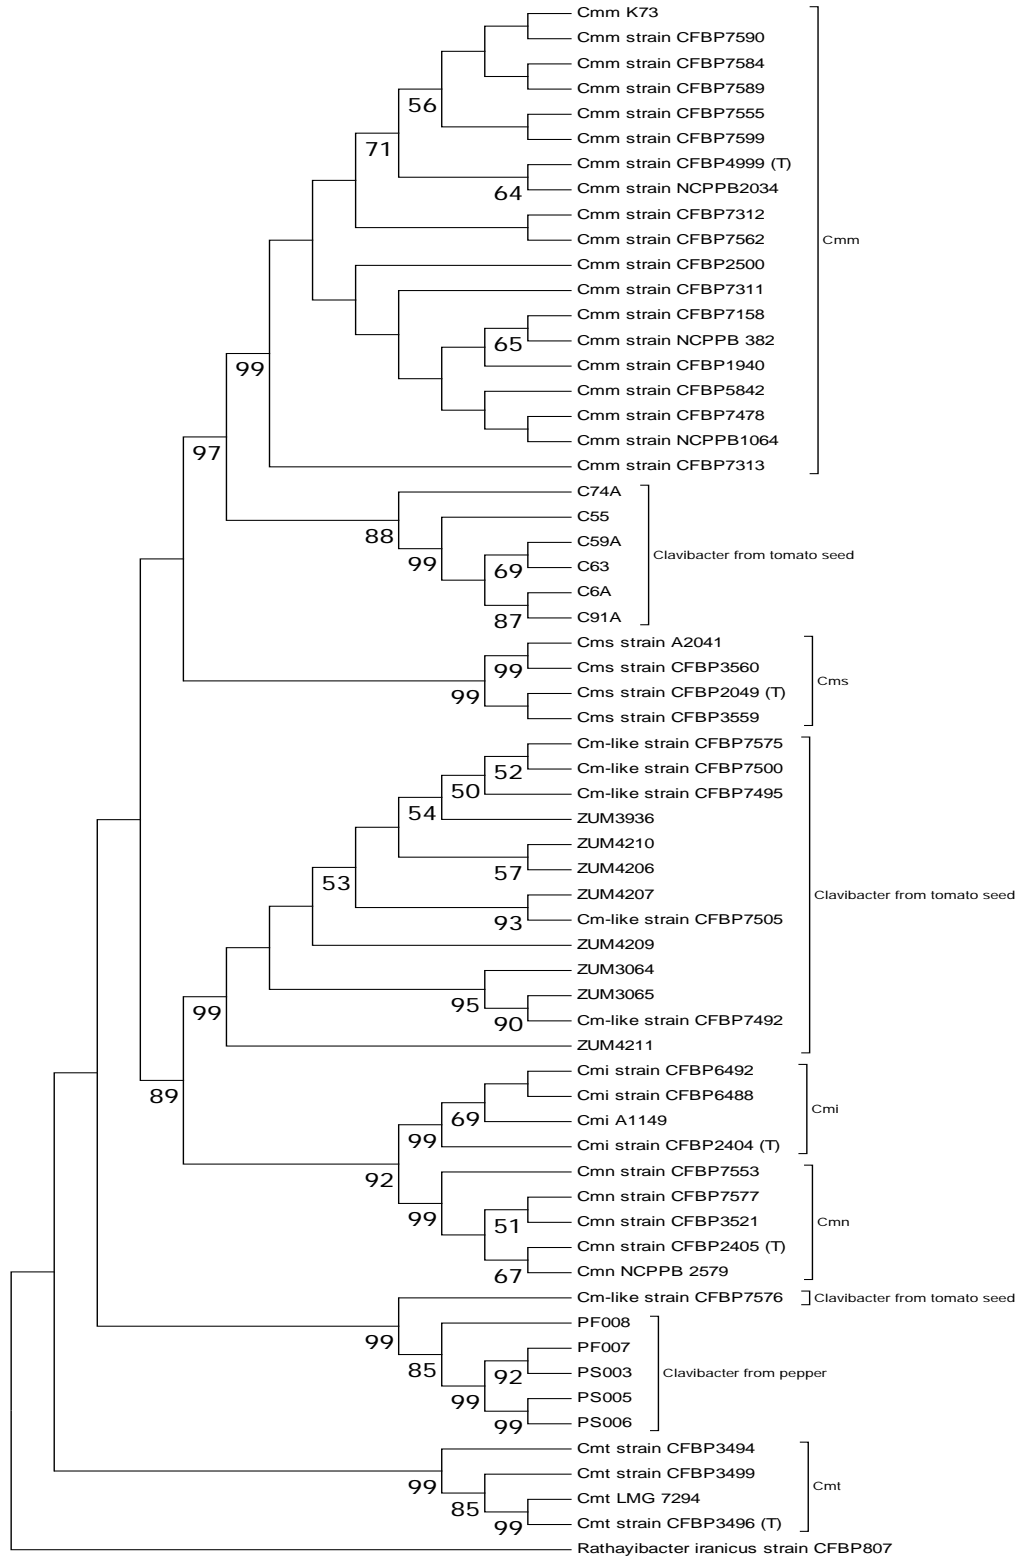 Cmm K73
Cmm strain CFBP7590
Cmm strain CFBP7584
Cmm strain CFBP7589
56
Cmm strain CFBP7555
Cmm strain CFBP7599
71
Cmm strain CFBP4999 (T)
64
Cmm strain NCPPB2034
Cmm strain CFBP7312
Cmm strain CFBP7562
Cmm
Cmm strain CFBP2500
Cmm strain CFBP7311
Cmm strain CFBP7158
65
Cmm strain NCPPB 382
Cmm strain CFBP1940
99
Cmm strain CFBP5842
Cmm strain CFBP7478
Cmm strain NCPPB1064
97
Cmm strain CFBP7313
C74A
C55
88
C59A
Clavibacter from tomato seed
99
69
C63
C6A
87
C91A
Cms strain A2041
99
Cms strain CFBP3560
Cms
99
Cms strain CFBP2049 (T)
Cms strain CFBP3559
Cm-like strain CFBP7575
52
Cm-like strain CFBP7500
50
Cm-like strain CFBP7495
54
ZUM3936
ZUM4210
57
ZUM4206
53
ZUM4207
Clavibacter from tomato seed
93
Cm-like strain CFBP7505
ZUM4209
ZUM3064
95
ZUM3065
99
90
Cm-like strain CFBP7492
ZUM4211
Cmi strain CFBP6492
89
Cmi strain CFBP6488
Cmi
69
Cmi A1149
99
Cmi strain CFBP2404 (T)
92
Cmn strain CFBP7553
Cmn strain CFBP7577
99
51
Cmn strain CFBP3521
Cmn
Cmn strain CFBP2405 (T)
67
Cmn NCPPB 2579
Cm-like strain CFBP7576
Clavibacter from tomato seed
99
PF008
PF007
85
92
PS003
Clavibacter from pepper
99
PS005
99
PS006
Cmt strain CFBP3494
99
Cmt strain CFBP3499
Cmt
85
Cmt LMG 7294
99
Cmt strain CFBP3496 (T)
Rathayibacter iranicus strain CFBP807